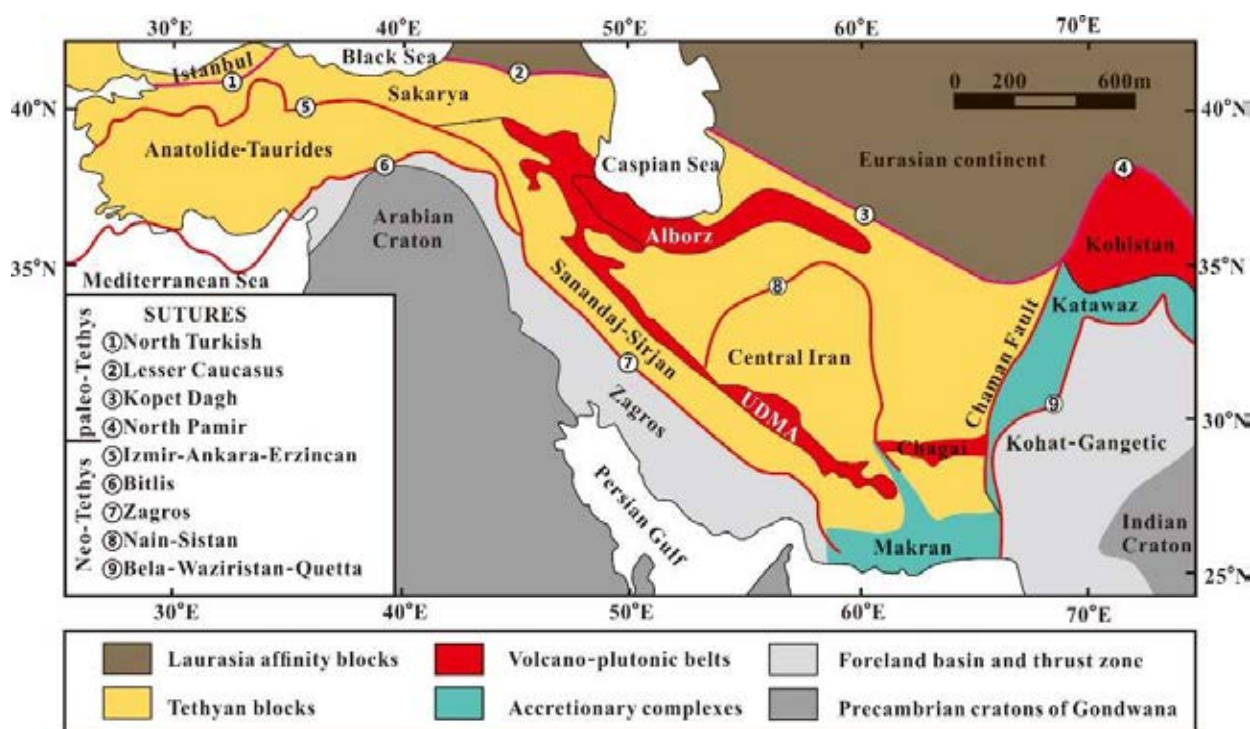 30°E 40°E 50°E 60°E 70°E
Black Sea
Istanbul
①
②
0 200 600m
40°N
Sakarya
⑤
40°N
Anatolide-Taurides
Caspian Sea
Eurasian continent
④
⑥
③
Arabian
Craton
Alborz
Kohistan
35°N
35°N
Mediterranean Sea
Sanandaj-Sirjan
⑧
Katawaz
Central Iran
Chaman Fault
⑦
Zagros
UDMA
⑨
30°N
Chagai
Kohat-Gangetic
Persian Gulf
Makran
Indian
Craton
25°N
paleo-Tethys
Neo-Tethys
SUTURES
①North Turkish
②Lesser Caucasus
③Kopet Dagh
④North Pamir
⑤Izmir-Ankara-Erzincan
⑥Bitlis
⑦Zagros
⑧Nain-Sistan
⑨Bela-Waziristan-Quetta
30°E 40°E 50°E 60°E 70°E
Laurasia affinity blocks
Volcano-plutonic belts
Foreland basin and thrust zone
Tethyan blocks
Accretionary complexes
Precambrian cratons of Gondwana